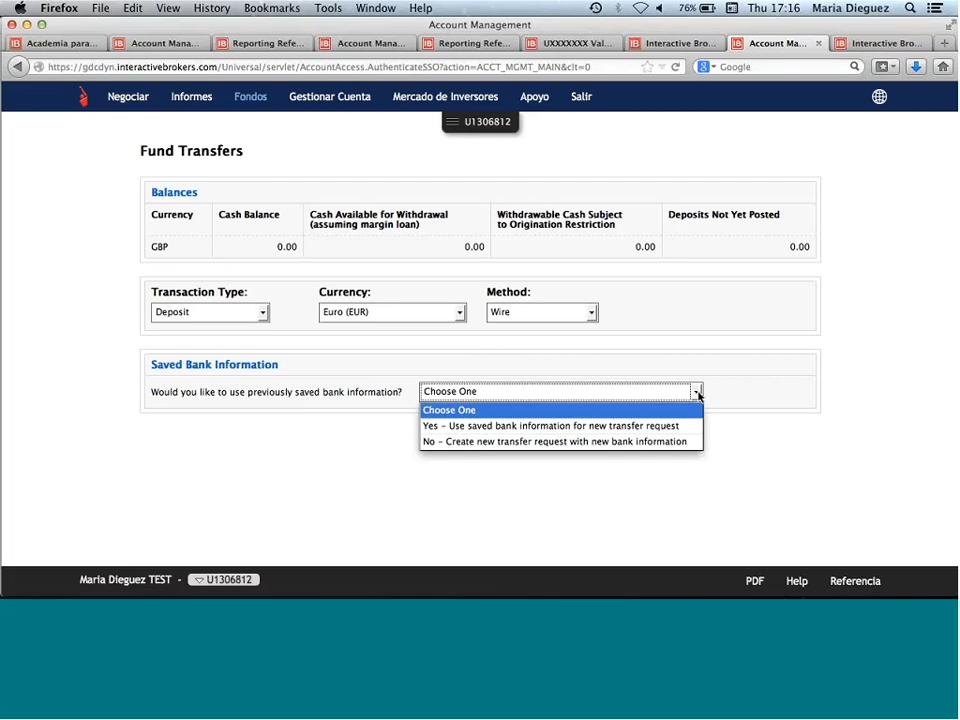 Firefox File Edit View History Bookmarks Tools Window Help 76% Thu 17:16 Maria Dieguez
Account Management
Academia para... Account Mana... Reporting Refe... Account Mana... Reporting Refe... UXXXXXXX Val... Interactive Bro... Account Ma... Interactive Bro...
https://gdcdyn.interactivebrokers.com/Universal/servlet/AccountAccess.AuthenticateSSO?action=ACCT_MGMT_MAIN&clt=0 Google
Negociar Informes Fondos Gestionar Cuenta Mercado de Inversores Apoyo Salir
U1306812
Fund Transfers
Balances
Currency Cash Balance Cash Available for Withdrawal Withdrawable Cash Subject Deposits Not Yet Posted
(assuming margin loan) to Origination Restriction
GBP 0.00 0.00 0.00 0.00
Transaction Type: Currency: Method:
Deposit Euro (EUR) Wire
Saved Bank Information
Would you like to use previously saved bank information? Choose One
Choose One
Yes - Use saved bank information for new transfer request
No - Create new transfer request with new bank information
Maria Dieguez TEST - U1306812 PDF Help Referencia